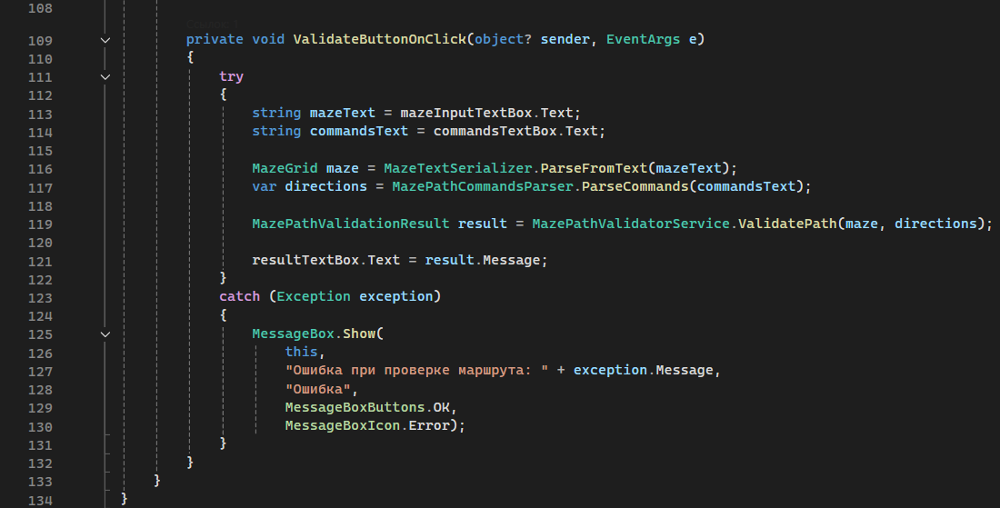 108
109 private void ValidateButtonOnClick(object? sender, EventArgs e)
110 {
111 try
112 {
113 string mazeText = mazeInputTextBox.Text;
114 string commandsText = commandsTextBox.Text;
115
116 MazeGrid maze = MazeTextSerializer.ParseFromText(mazeText);
117 var directions = MazePathCommandsParser.ParseCommands(commandsText);
118
119 MazePathValidationResult result = MazePathValidatorService.ValidatePath(maze, directions);
120
121 resultTextBox.Text = result.Message;
122 }
123 catch (Exception exception)
124 {
125 MessageBox.Show(
126 this,
127 "Ошибка при проверке маршрута: " + exception.Message,
128 "Ошибка",
129 MessageBoxButtons.OK,
130 MessageBoxIcon.Error);
131 }
132 }
133 }
134 }